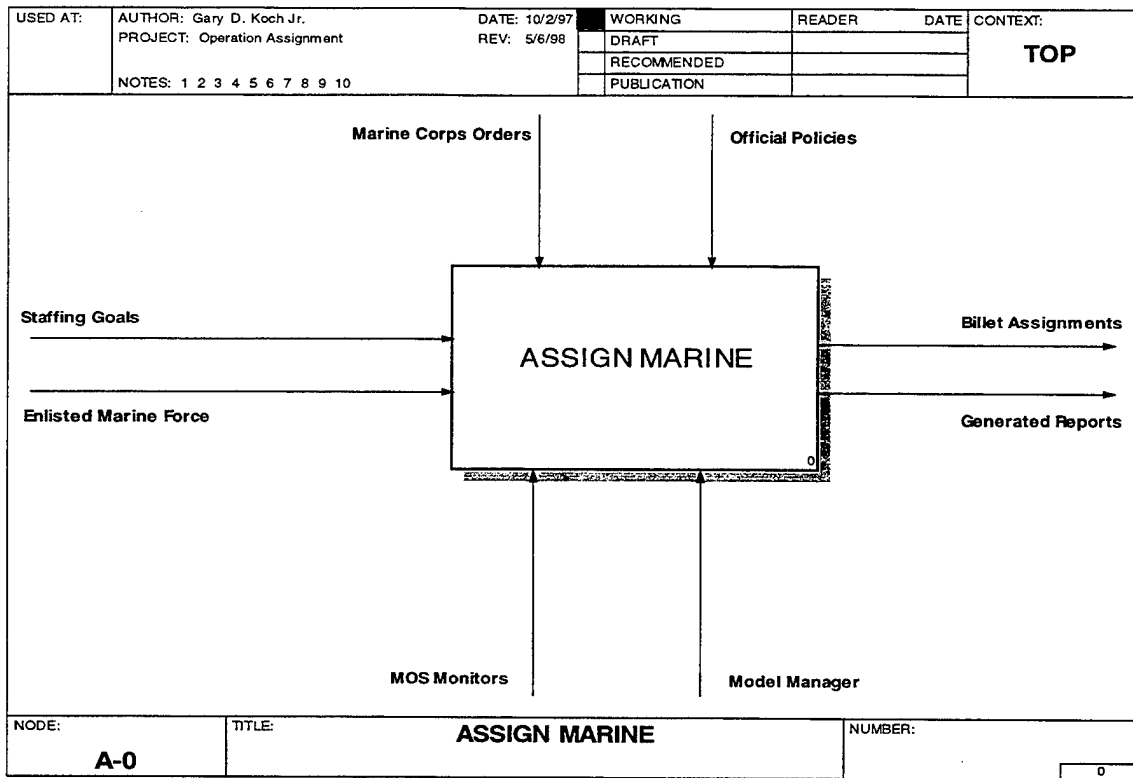 USED AT:
AUTHOR: Gary D. Koch Jr.
DATE: 10/2/97
WORKING
READER DATE
CONTEXT:
PROJECT: Operation Assignment
REV: 5/6/98
DRAFT
TOP
RECOMMENDED
NOTES: 1 2 3 4 5 6 7 8 9 10
PUBLICATION
Marine Corps Orders
Official Policies
Staffing Goals
Billet Assignments
ASSIGN MARINE
Enlisted Marine Force
Generated Reports
0
MOS Monitors
Model Manager
NODE:
TITLE:
ASSIGN MARINE
NUMBER:
A-0
0